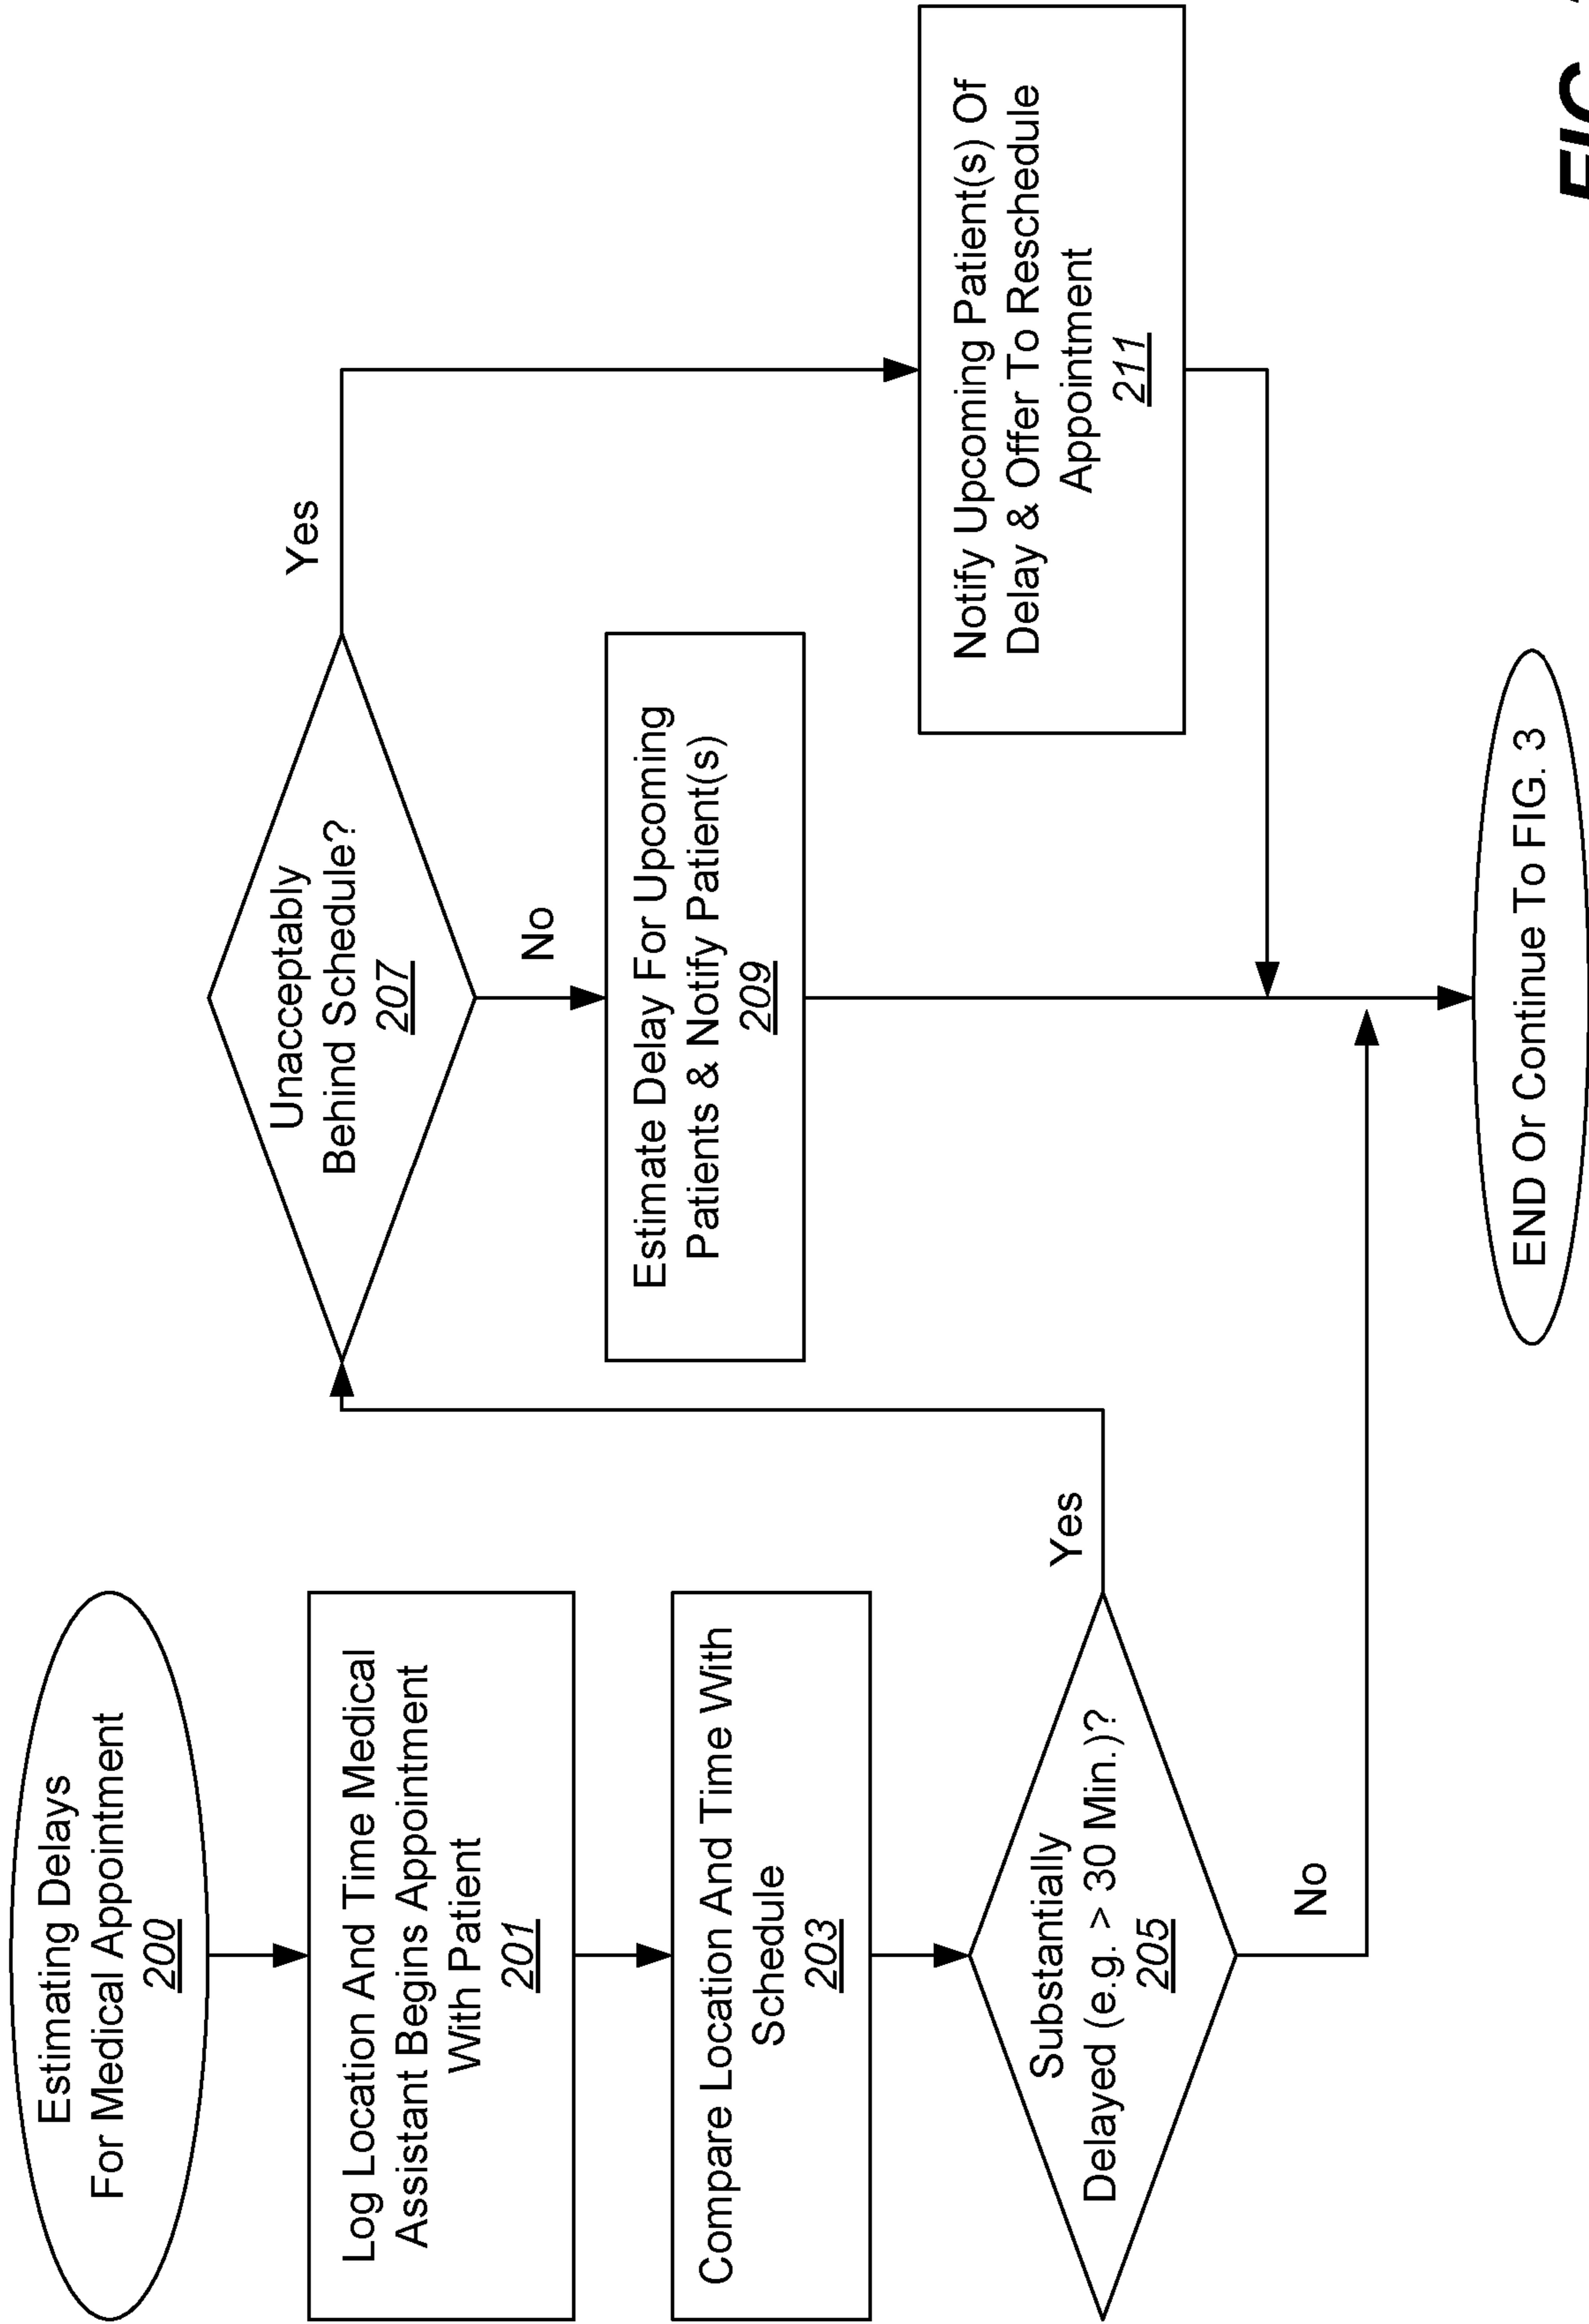 Estimating Delays
For Medical Appointment
200
Log Location And Time Medical
Assistant Begins Appointment
With Patient
201
Compare Location And Time With
Schedule
203
Substantially
Delayed (e.g. > 30 Min.)?
205
Yes
No
Unacceptably
Behind Schedule?
207
Yes
No
Estimate Delay For Upcoming
Patients & Notify Patient(s)
209
Notify Upcoming Patient(s) Of
Delay & Offer To Reschedule
Appointment
211
END Or Continue To FIG. 3
FIG.